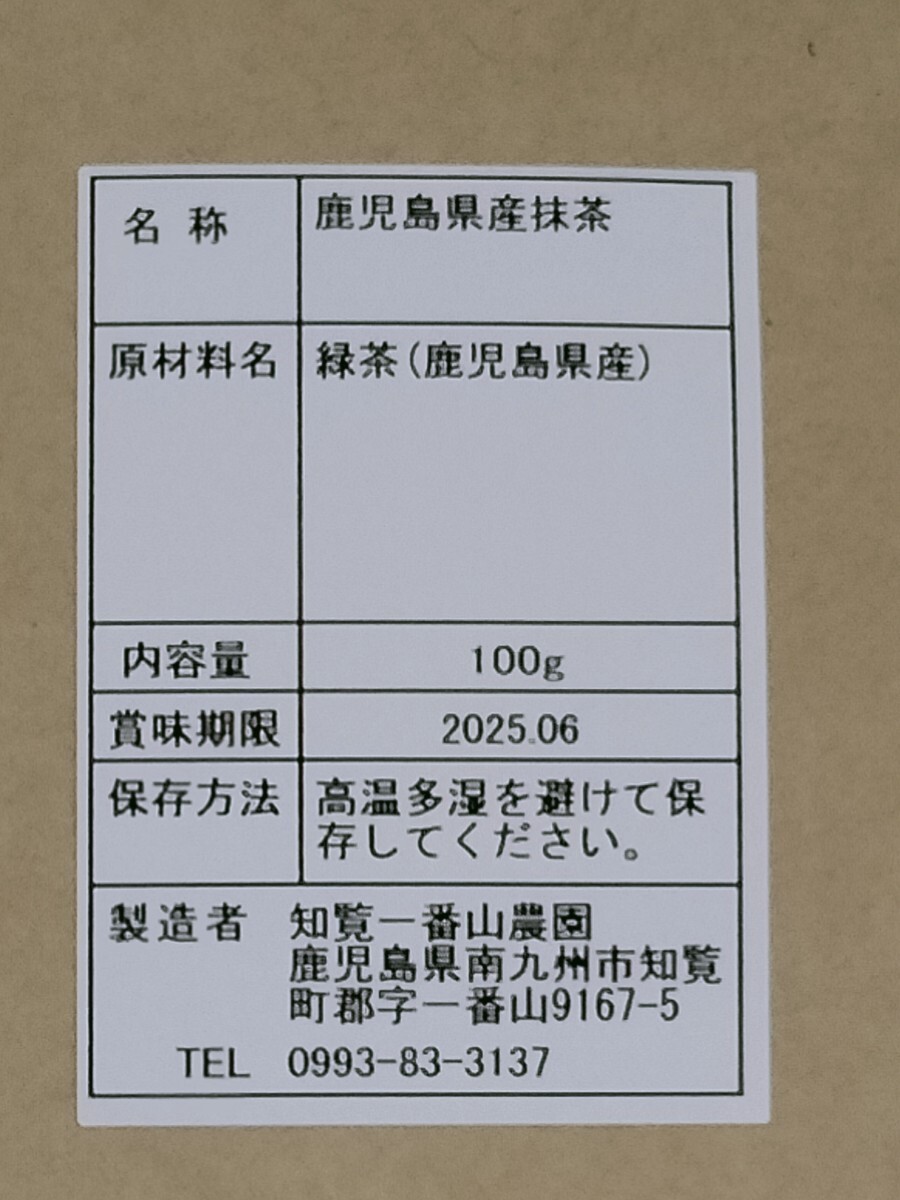 名称 鹿児島県産抹茶
原材料名 緑茶(鹿児島県産)
内容量 100g
賞味期限 2025.06
保存方法 高温多湿を避けて保
存してください。
製造者 知覧一番山農園
鹿児島県南九州市知覧
町郡字一番山9167-5
TEL 0993-83-3137